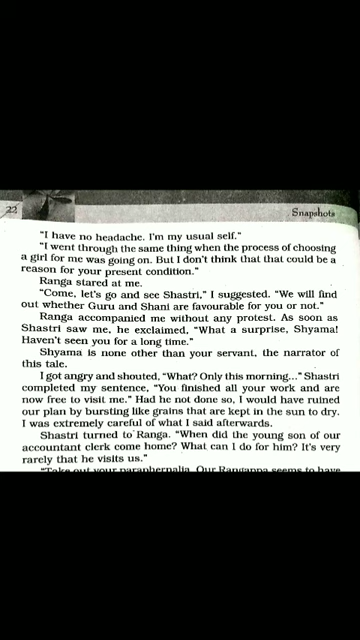 22
Snapshots
"I have no headache. I'm my usual self."
"I went through the same thing when the process of choosing
a girl for me was going on. But I don't think that that could be a
reason for your present condition."
Ranga stared at me.
"Come, let's go and see Shastri," I suggested. "We will find
out whether Guru and Shani are favourable for you or not."
Ranga accompanied me without any protest. As soon as
Shastri saw me, he exclaimed, "What a surprise, Shyama!
Haven't seen you for a long time."
Shyama is none other than your servant, the narrator of
this tale.
I got angry and shouted, "What? Only this morning..." Shastri
completed my sentence, "You finished all your work and are
now free to visit me." Had he not done so, I would have ruined
our plan by bursting like grains that are kept in the sun to dry.
I was extremely careful of what I said afterwards.
Shastri turned to Ranga. "When did the young son of our
accountant clerk come home? What can I do for him? It's very
rarely that he visits us."
"Take out your paraphernalia. Our Rangappa seems to have